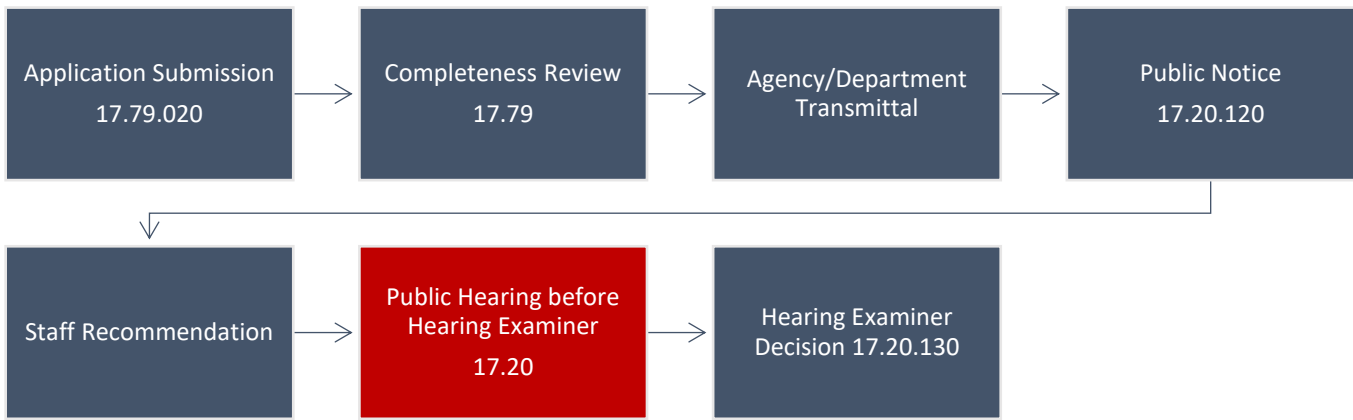 Application Submission
17.79.020
Completeness Review
17.79
Agency/Department
Transmittal
Public Notice
17.20.120
Staff Recommendation
Public Hearing before
Hearing Examiner
17.20
Hearing Examiner
Decision 17.20.130